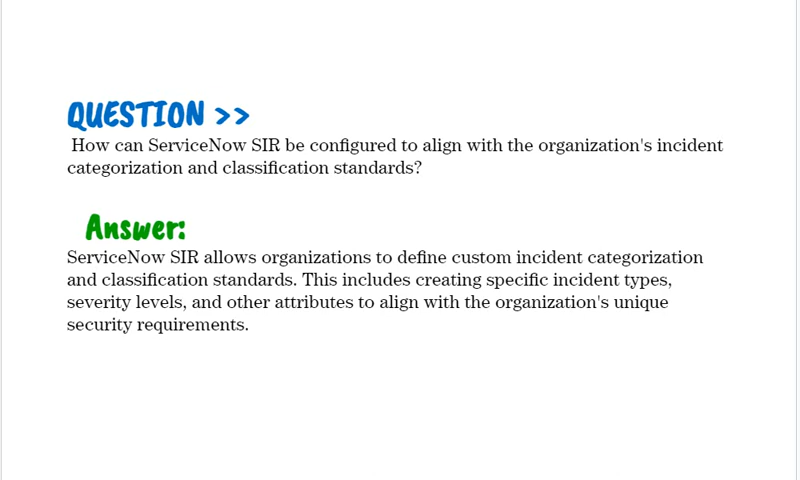 QUESTION >>
How can ServiceNow SIR be configured to align with the organization's incident
categorization and classification standards?
Answer:
ServiceNow SIR allows organizations to define custom incident categorization
and classification standards. This includes creating specific incident types,
severity levels, and other attributes to align with the organization's unique
security requirements.